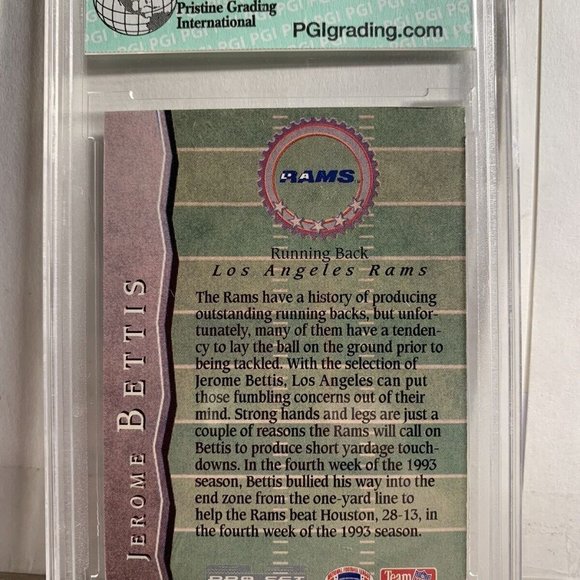 Pristine Grading
International
PGIgrading.com
RAMS
Running Back
Los Angeles Rams
JEROME BETTIS
The Rams have a history of producing
outstanding running backs, but unfor-
tunately, many of them have a tenden-
cy to lay the ball on the ground prior to
being tackled. With the selection of
Jerome Bettis, Los Angeles can put
those fumbling concerns out of their
mind. Strong hands and legs are just a
couple of reasons the Rams will call on
Bettis to produce short yardage touch-
downs. In the fourth week of the 1993
season, Bettis bullied his way into the
end zone from the one-yard line to
help the Rams beat Houston, 28-13, in
the fourth week of the 1993 season.
PRO SET
Team